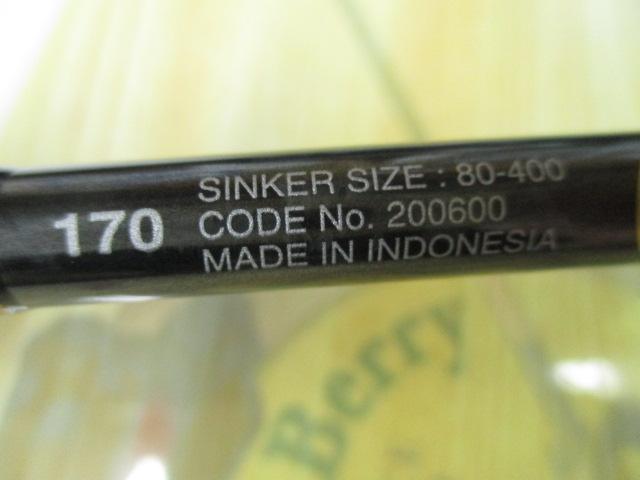 170
SINKER SIZE : 80-400
CODE No. 200600
MADE IN INDONESIA
Berry